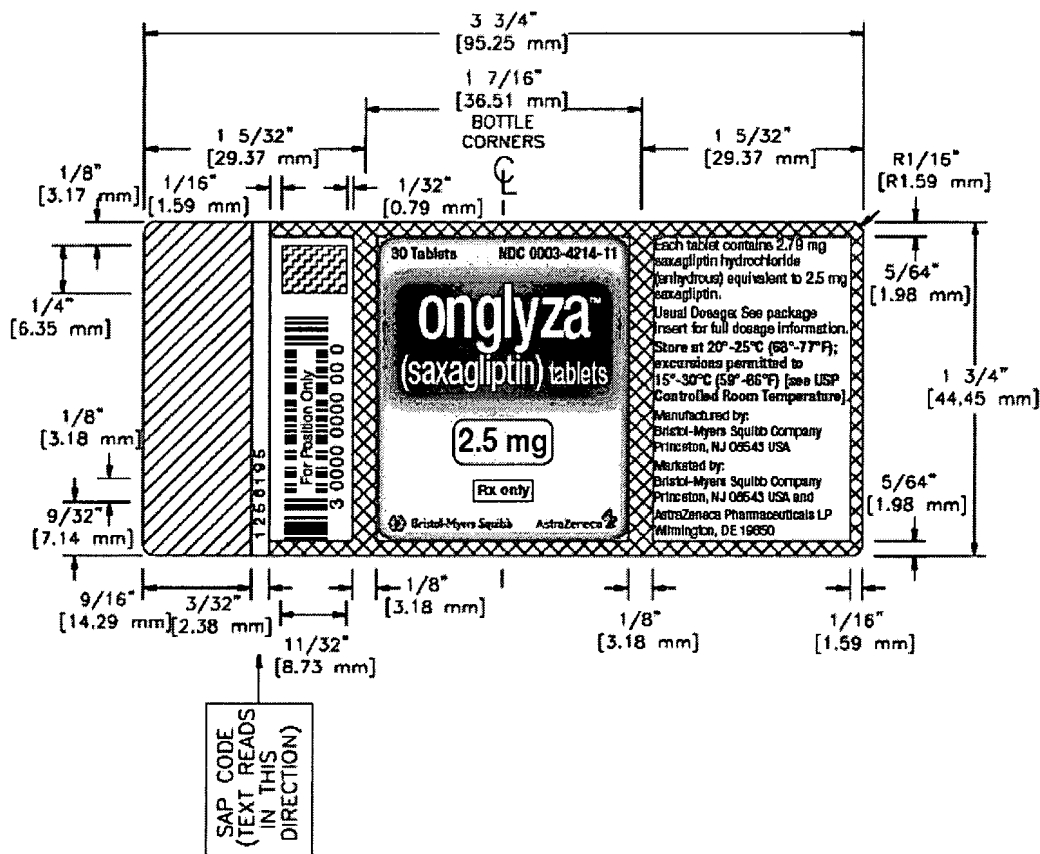 3 3/4"
[95.25 mm]
1 7/16"
[36.51 mm]
BOTTLE
CORNERS
1 5/32"
[29.37 mm]
1 5/32"
[29.37 mm]
1/8"
[3.17 mm]
1/16"
[1.59 mm]
1/32"
[0.79 mm]
R1/16"
[R1.59 mm]
1/4"
[6.35 mm]
5/64"
[1.98 mm]
1 3/4"
[44.45 mm]
1/8"
[3.18 mm]
9/32"
[7.14 mm]
5/64"
[1.98 mm]
1256195
For Position Only
3 0000 0000 00 0
30 Tablets NDC 0003-4214-11
onglyza™
(saxagliptin) tablets
2.5 mg
Rx only
Bristol-Myers Squibb AstraZeneca
Each tablet contains 2.79 mg
saxagliptin hydrochloride
(anhydrous) equivalent to 2.5 mg
saxagliptin.
Usual Dosage: See package
insert for full dosage information.
Store at 20°-25°C (68°-77°F);
excursions permitted to
15°-30°C (59°-86°F) [see USP
Controlled Room Temperature].
Manufactured by:
Bristol-Myers Squibb Company
Princeton, NJ 08543 USA
Marketed by:
Bristol-Myers Squibb Company
Princeton, NJ 08543 USA and
AstraZeneca Pharmaceuticals LP
Wilmington, DE 19850
9/16"
[14.29 mm]
3/32"
[2.38 mm]
11/32"
[8.73 mm]
1/8"
[3.18 mm]
1/8"
[3.18 mm]
1/16"
[1.59 mm]
SAP CODE
(TEXT READS
IN THIS
DIRECTION)